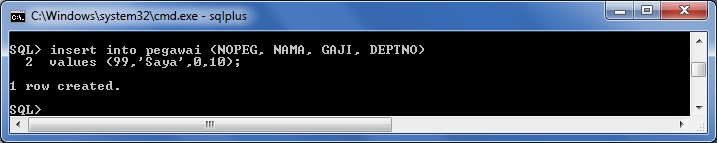 C:\Windows\system32\cmd.exe - sqlplus
SQL> insert into pegawai (NOPEG, NAMA, GAJI, DEPTNO)
  2  values (99,'Saya',0,10);
1 row created.
SQL>